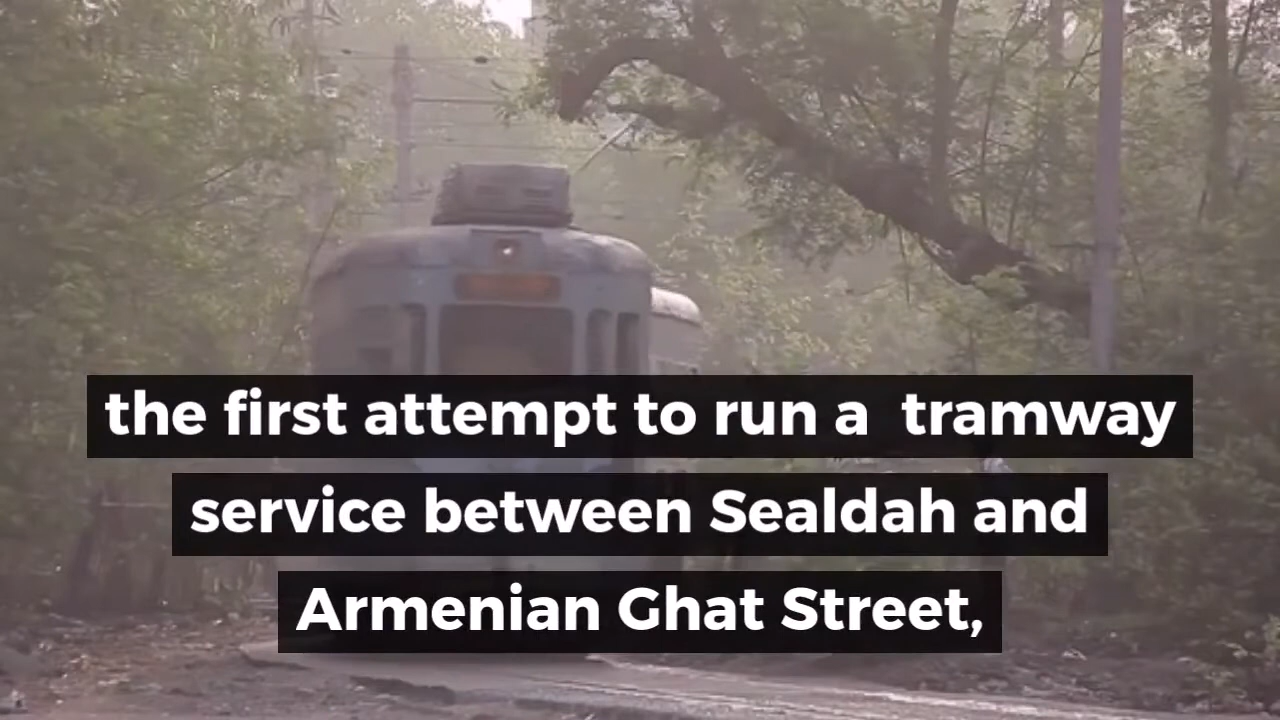 the first attempt to run a  tramway
service between Sealdah and
Armenian Ghat Street,